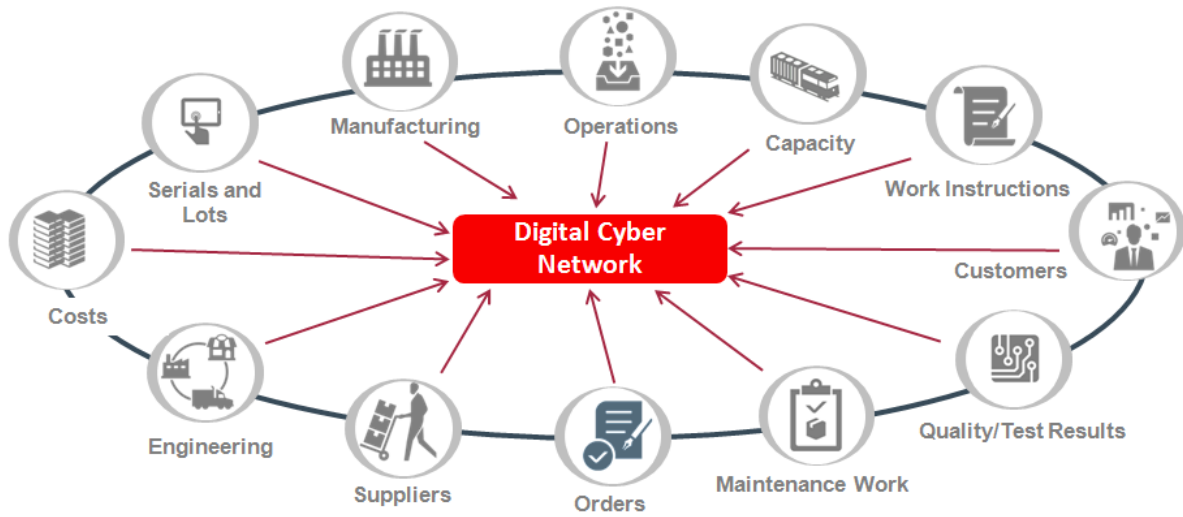 Manufacturing
Operations
Capacity
Serials and
Lots
Work Instructions
Digital Cyber
Network
Customers
Costs
Engineering
Suppliers
Orders
Maintenance Work
Quality/Test Results